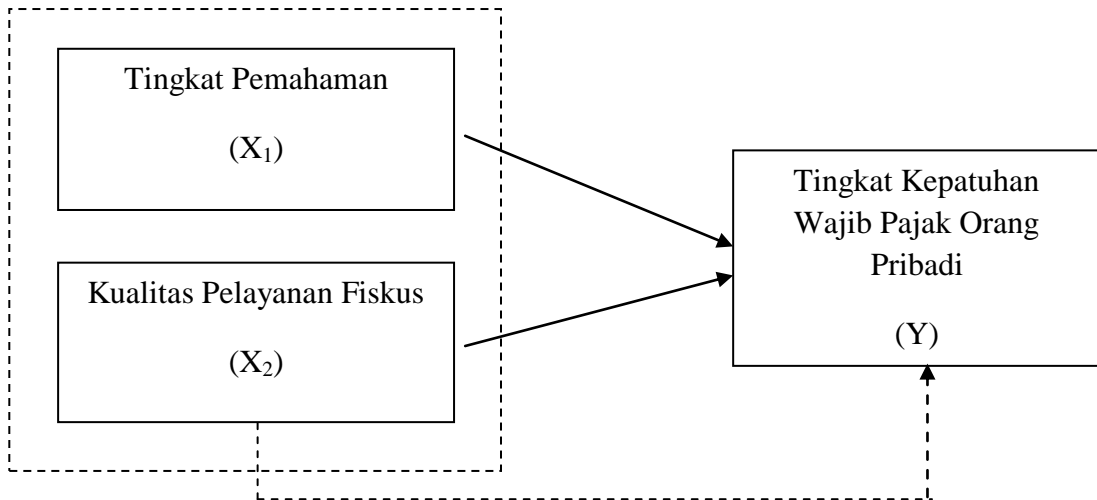 Tingkat Pemahaman
(X₁)
Kualitas Pelayanan Fiskus
(X₂)
Tingkat Kepatuhan
Wajib Pajak Orang
Pribadi
(Y)